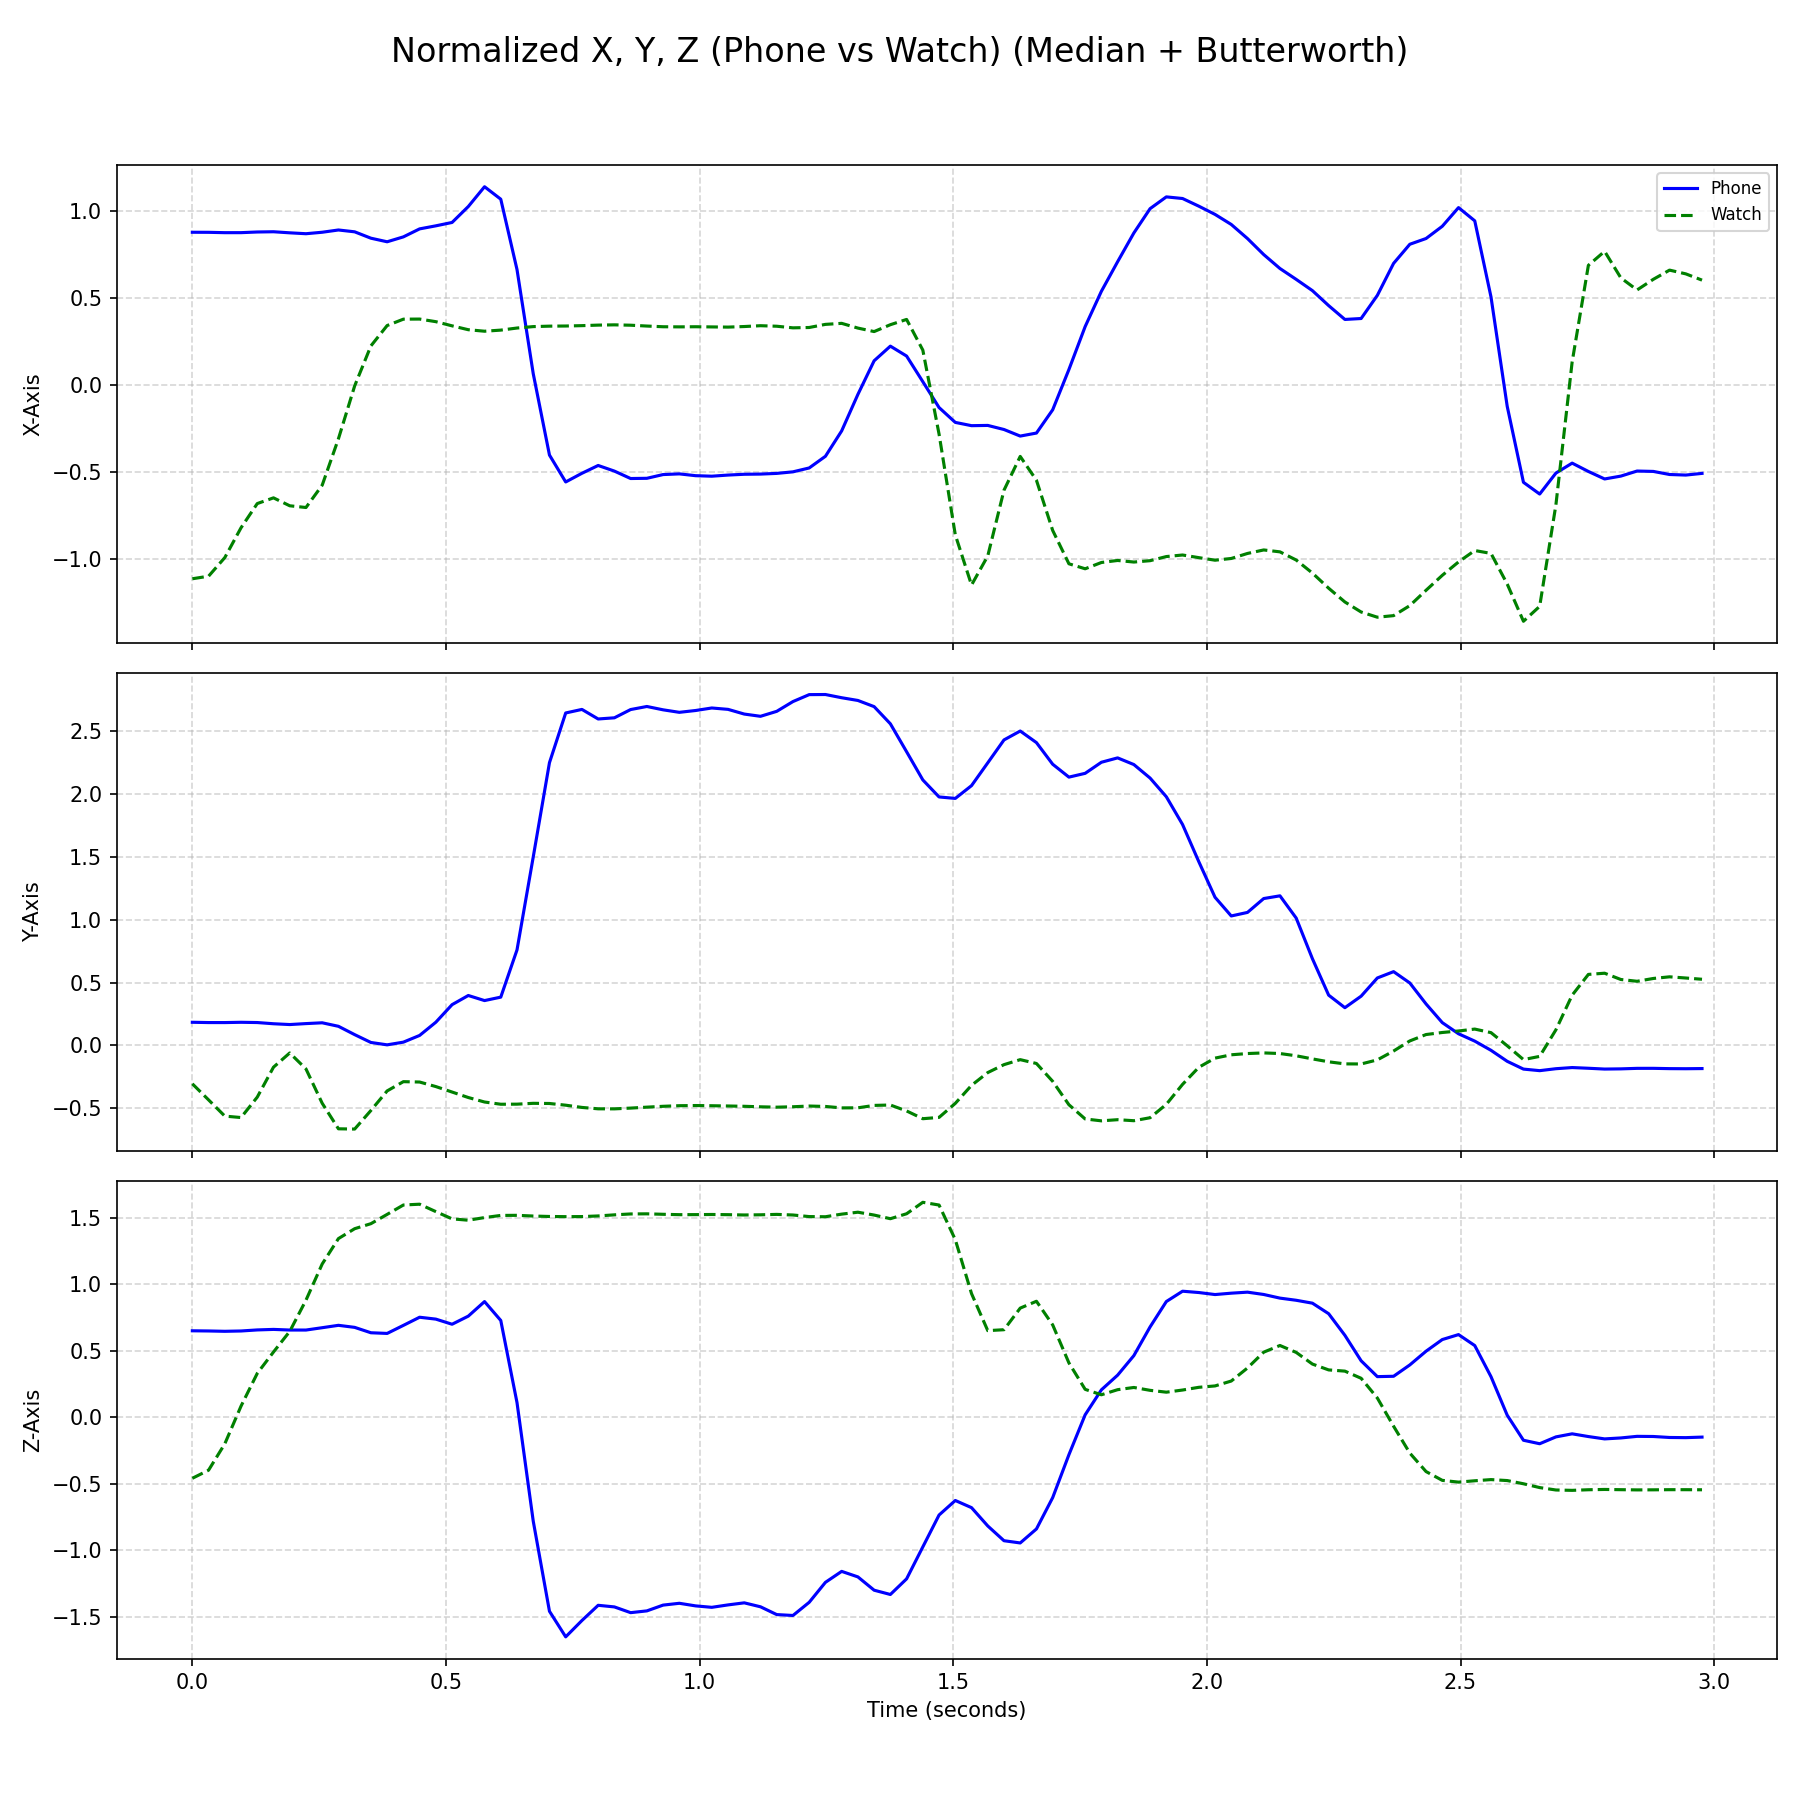 Normalized X, Y, Z (Phone vs Watch) (Median + Butterworth)
Phone
Watch
1.0
0.5
0.0
−0.5
−1.0
X-Axis
2.5
2.0
1.5
1.0
0.5
0.0
−0.5
Y-Axis
1.5
1.0
0.5
0.0
−0.5
−1.0
−1.5
Z-Axis
0.0 0.5 1.0 1.5 2.0 2.5 3.0
Time (seconds)